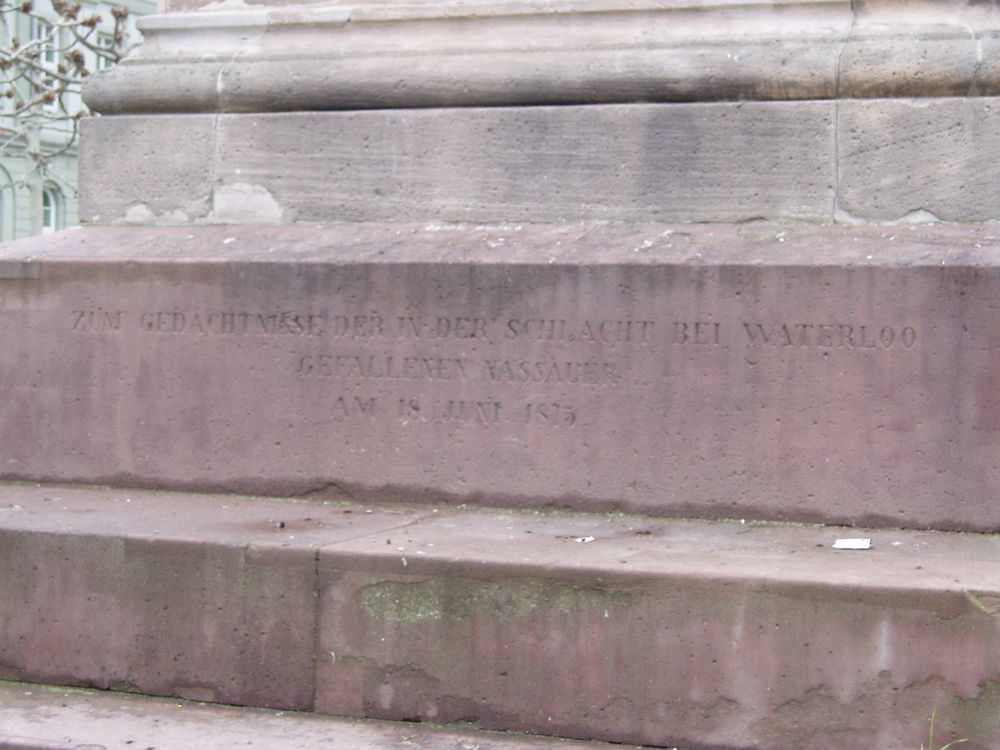 ZUM GEDÄCHTNISSE DER IN DER SCHLACHT BEI WATERLOO
GEFALLENEN NASSAUER
AM 18. JUNI 1815